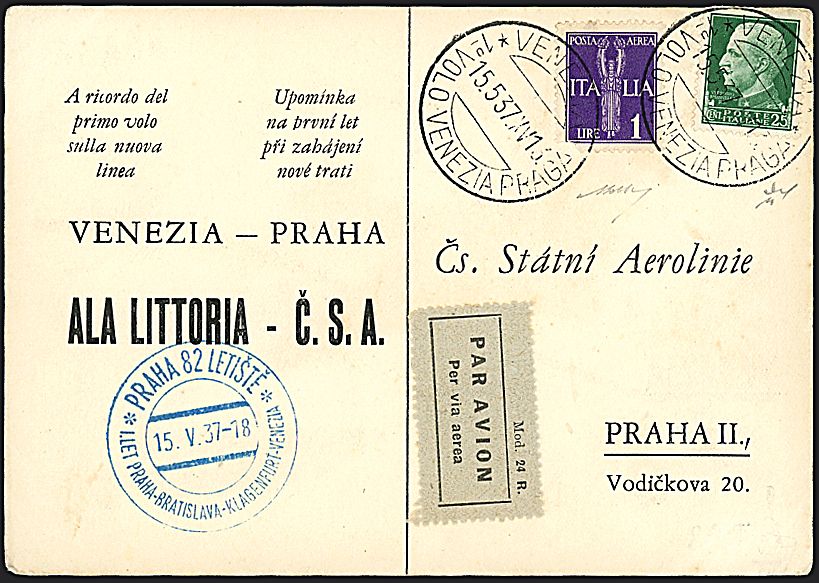 A ricordo del
primo volo
sulla nuova
linea
Upomínka
na první let
při zahájení
nové trati
VENEZIA – PRAHA
ALA LITTORIA - Č. S. A.
* PRAHA 82 LETIŠTĚ *
15. V. 37-18
I.LET PRAHA-BRATISLAVA-KLAGENFURT-VENEZIA
1º VOLO VENEZIA PRAGA *
15.5.37.XV
POSTA AEREA
ITALIA
LIRE 1
1º VOLO VENEZIA PRAGA *
POSTE
ITALIANE
CENT 25
Čs. Státní Aerolinie
PAR AVION
Per via aerea
Mod. 24 R.
PRAHA II.,
Vodičkova 20.